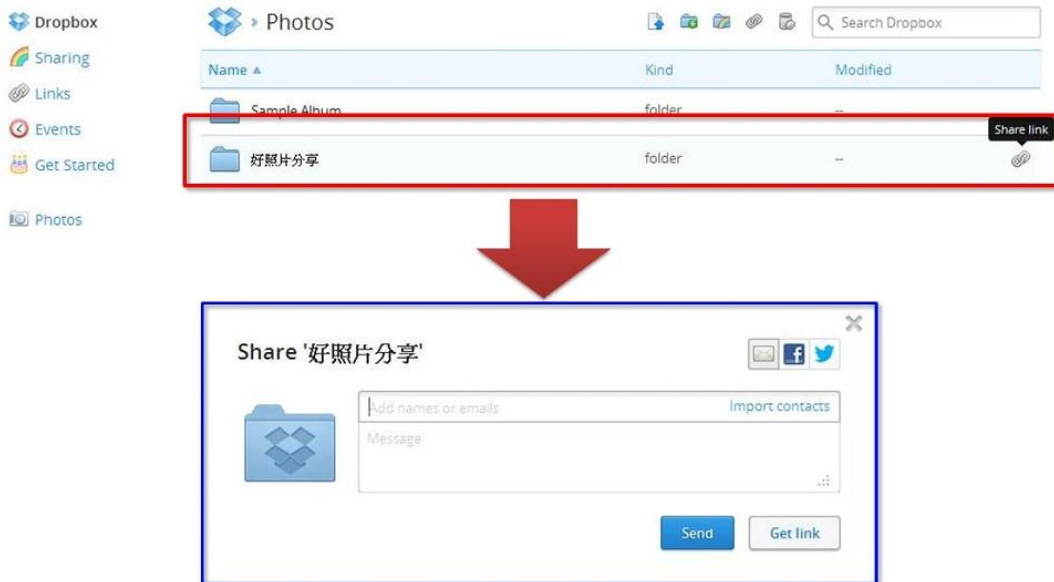 Dropbox
Sharing
Links
Events
Get Started
Photos
› Photos
Search Dropbox
Name ▲ Kind Modified
Sample Album folder --
Share link
好照片分享 folder --
Share '好照片分享'
Add names or emails Import contacts
Message
Send Get link